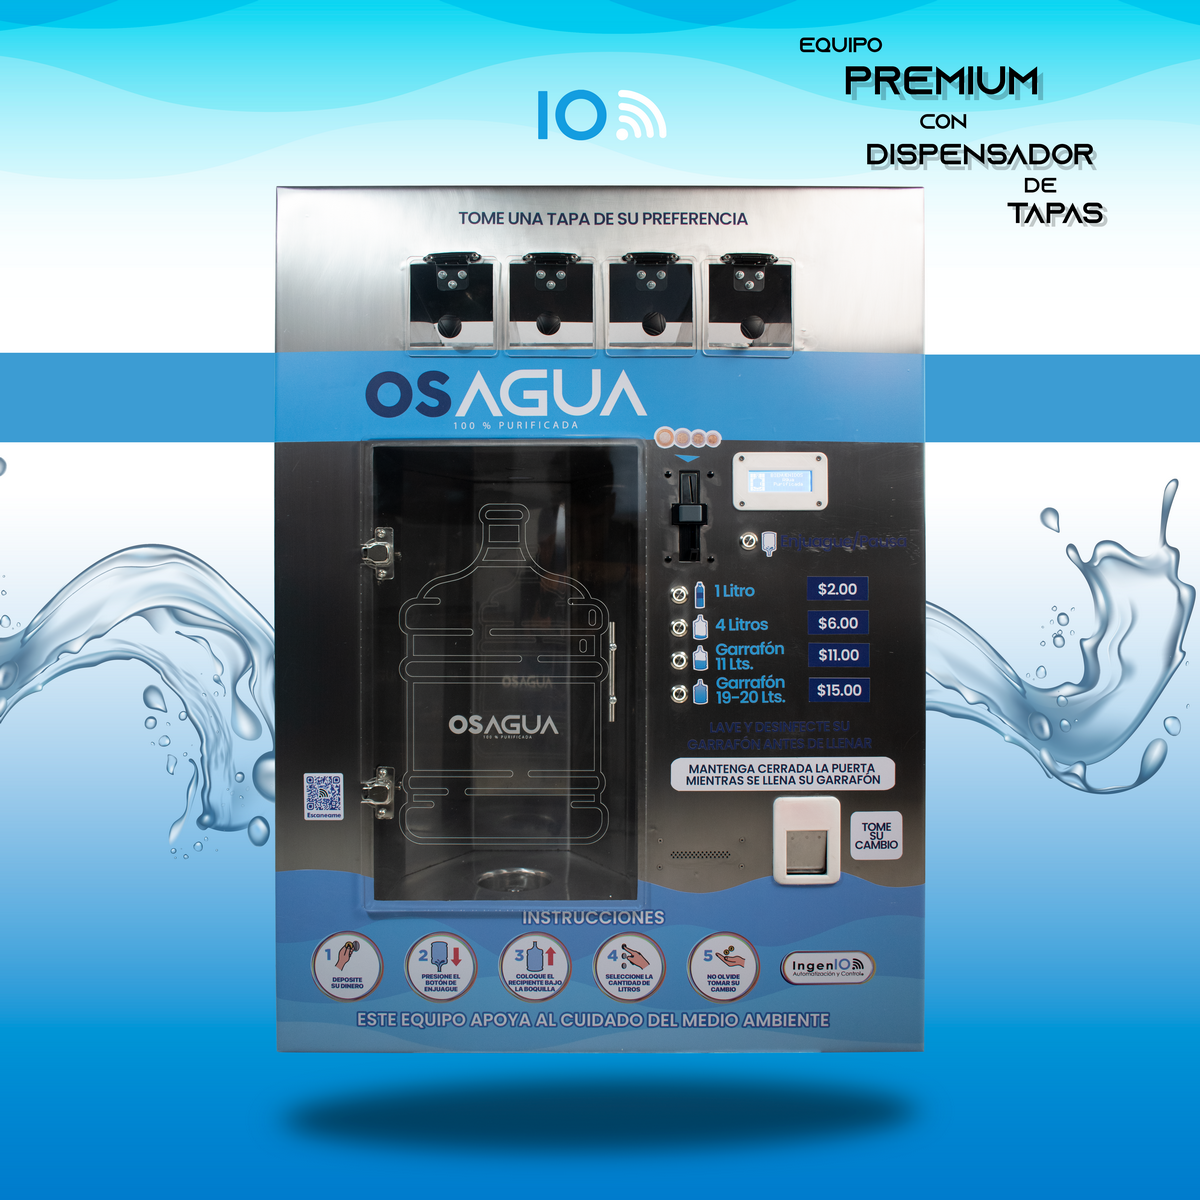 EQUIPO
PREMIUM
CON
DISPENSADOR
DE
TAPAS
IO
TOME UNA TAPA DE SU PREFERENCIA
OSAGUA
100 % PURIFICADA
1 Litro
$2.00
4 Litros
$6.00
Garrafón
11 Lts.
$11.00
Garrafón
19-20 Lts.
$15.00
OSAGUA
OSAGUA
100 % PURIFICADA
LAVE Y DESINFECTE SU
GARRAFÓN ANTES DE LLENAR
MANTENGA CERRADA LA PUERTA
MIENTRAS SE LLENA SU GARRAFÓN
Escaneame
TOME
SU
CAMBIO
INSTRUCCIONES
1
DEPOSITE
SU DINERO
2
PRESIONE EL
BOTÓN DE
ENJUAGUE
3
COLOQUE EL
RECIPIENTE BAJO
LA BOQUILLA
4
SELECCIONE LA
CANTIDAD DE
LITROS
5
NO OLVIDE
TOMAR SU
CAMBIO
IngenIO
Automatización y Control
ESTE EQUIPO APOYA AL CUIDADO DEL MEDIO AMBIENTE